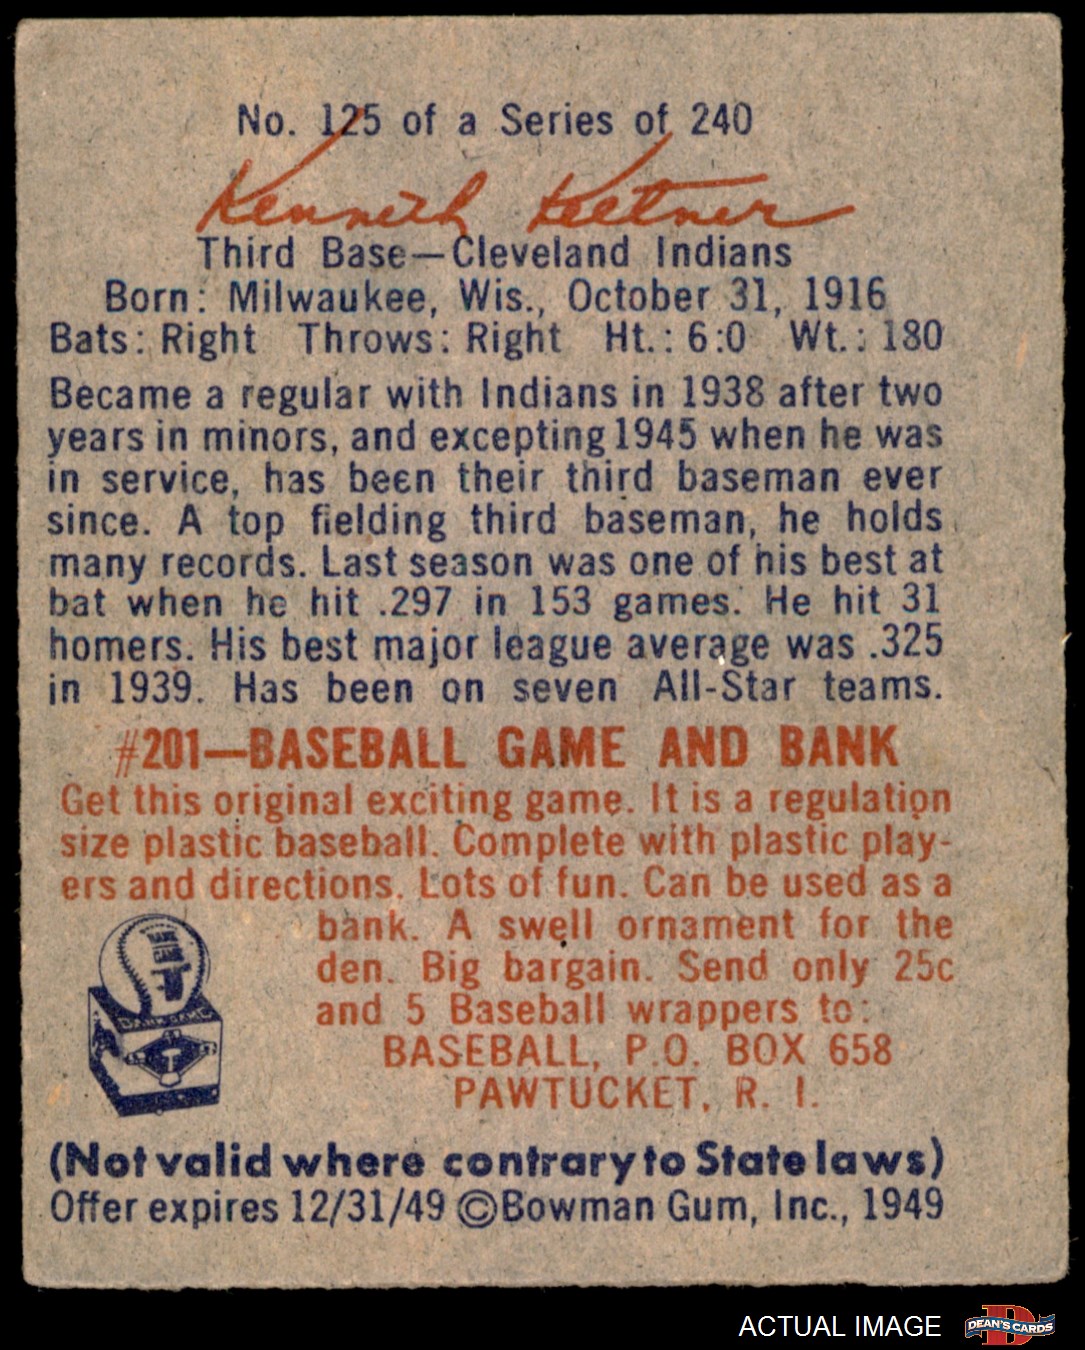 No. 125 of a Series of 240
Kenneth Keltner
Third Base—Cleveland Indians
Born: Milwaukee, Wis., October 31, 1916
Bats: Right Throws: Right Ht.: 6:0 Wt.: 180
Became a regular with Indians in 1938 after two
years in minors, and excepting 1945 when he was
in service, has been their third baseman ever
since. A top fielding third baseman, he holds
many records. Last season was one of his best at
bat when he hit .297 in 153 games. He hit 31
homers. His best major league average was .325
in 1939. Has been on seven All-Star teams.
#201—BASEBALL GAME AND BANK
Get this original exciting game. It is a regulation
size plastic baseball. Complete with plastic play-
ers and directions. Lots of fun. Can be used as a
bank. A swell ornament for the
den. Big bargain. Send only 25c
and 5 Baseball wrappers to:
BASEBALL, P.O. BOX 658
PAWTUCKET, R. I.
(Not valid where contrary to State laws)
Offer expires 12/31/49 ©Bowman Gum, Inc., 1949
ACTUAL IMAGE
D
DEAN'S CARDS